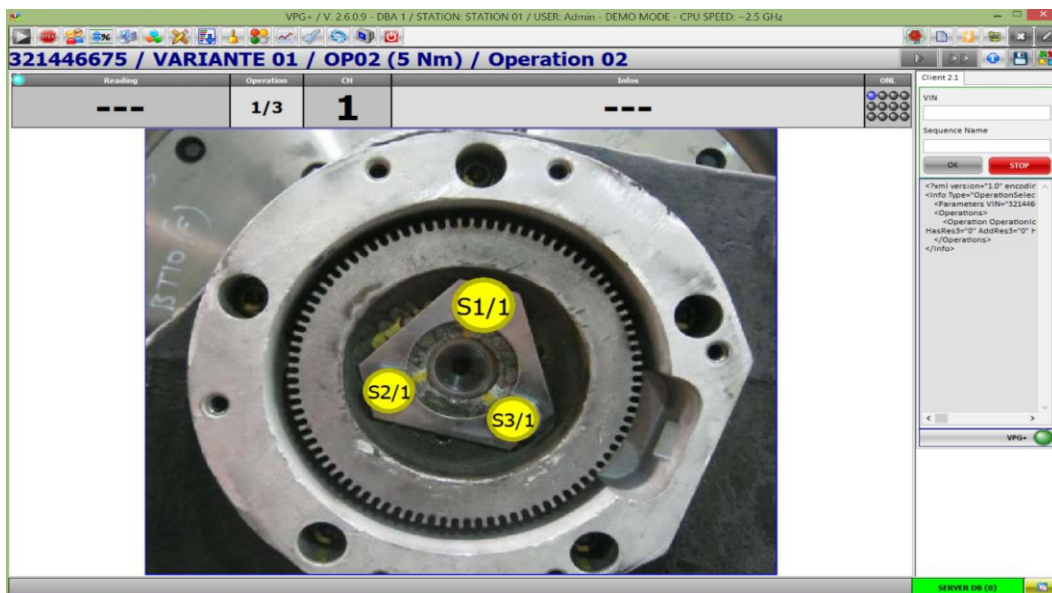 VPG+ / V. 2.6.0.9 - DBA 1 / STATION: STATION 01 / USER: Admin - DEMO MODE - CPU SPEED: ~2.5 GHz
321446675 / VARIANTE 01 / OP02 (5 Nm) / Operation 02
Reading Operation CH Infos ONL
--- 1/3 1 ---
S1/1
S2/1
S3/1
BT10
Client 2.1
VIN
Sequence Name
OK STOP
<?xml version="1.0" encodin
<Info Type="OperationSelec
<Parameters VIN="321446
<Operations>
<Operation OperationIc
HasRes3="0" AddRes3="0" H
</Operations>
</Info>
VPG+
SERVER DB (0)